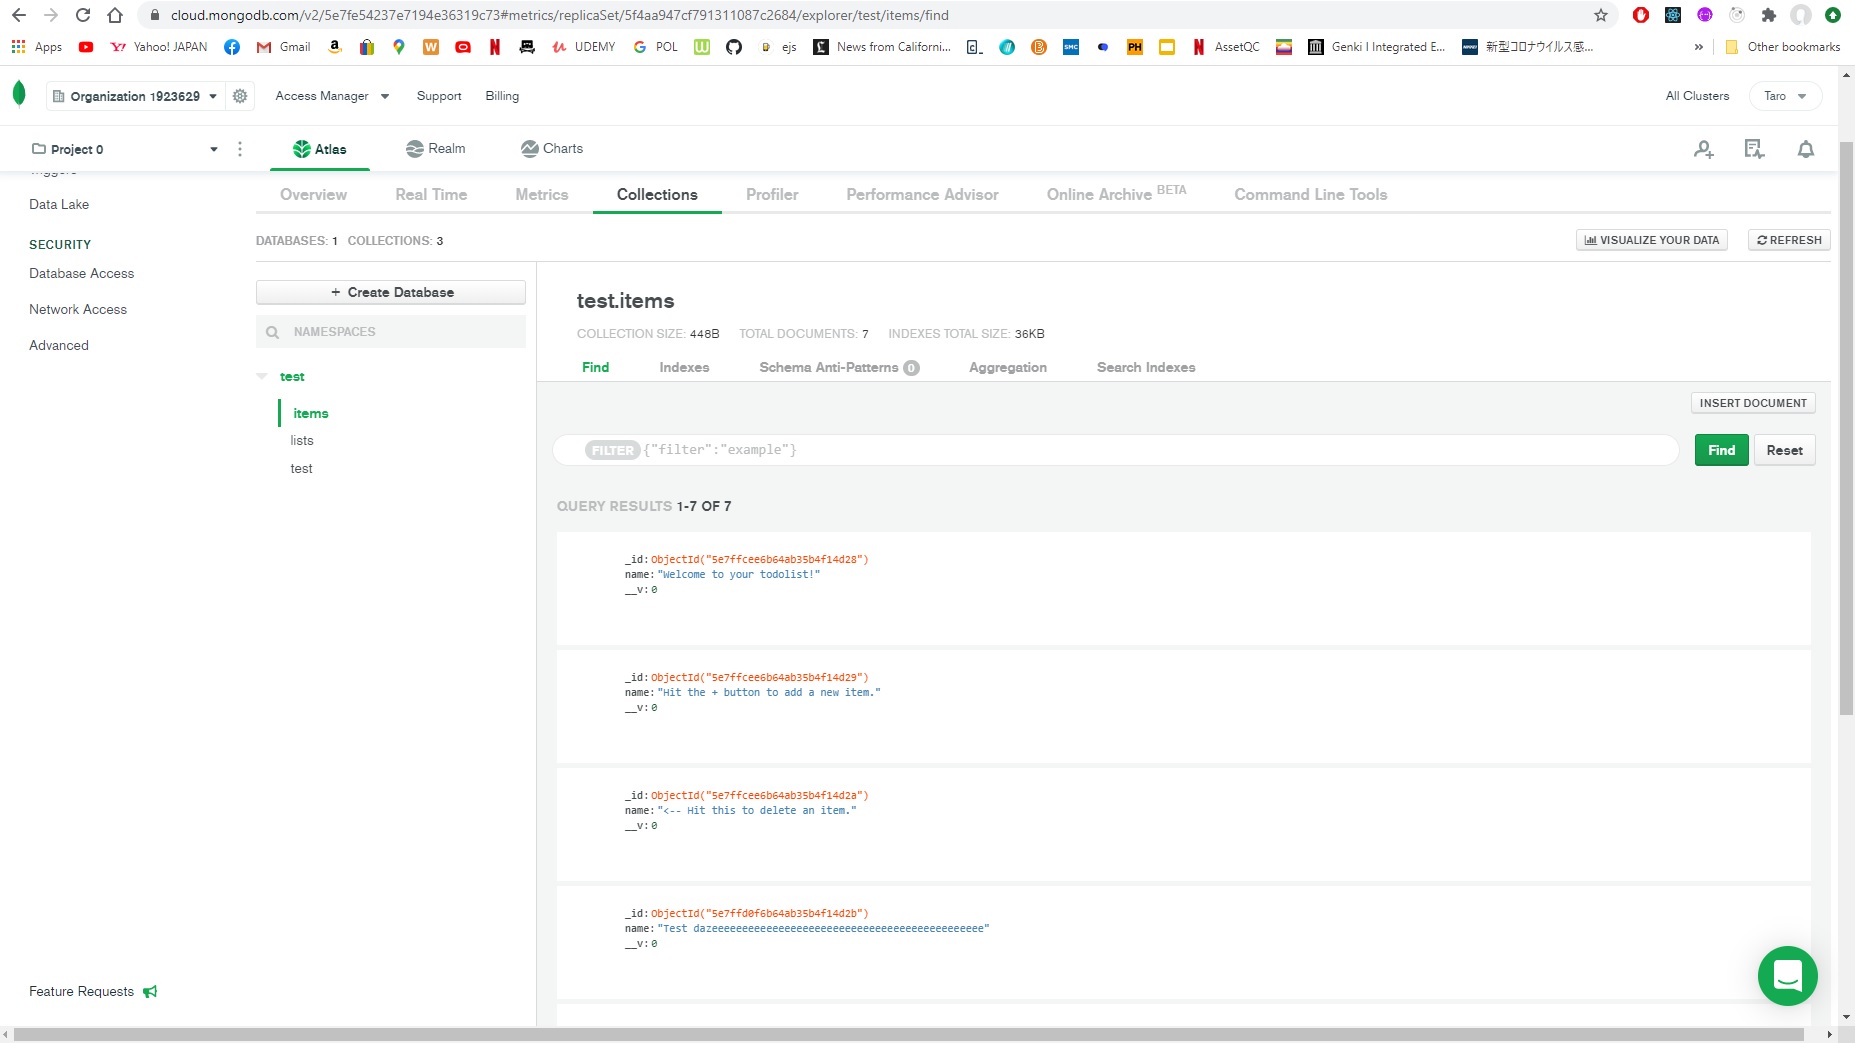 cloud.mongodb.com/v2/5e7fe54237e7194e36319c73#metrics/replicaSet/5f4aa947cf791311087c2684/explorer/test/items/find
Apps Yahoo! JAPAN Gmail UDEMY POL ejs News from Californi... AssetQC Genki I Integrated E... 新型コロナウイルス感... » Other bookmarks
Organization 1923629 Access Manager Support Billing All Clusters Taro
Project 0 Atlas Realm Charts
Triggers
Overview Real Time Metrics Collections Profiler Performance Advisor Online Archive BETA Command Line Tools
Data Lake
DATABASES: 1 COLLECTIONS: 3 VISUALIZE YOUR DATA REFRESH
SECURITY
Database Access
Network Access
Advanced
+ Create Database
NAMESPACES
test
items
lists
test
test.items
COLLECTION SIZE: 448B TOTAL DOCUMENTS: 7 INDEXES TOTAL SIZE: 36KB
Find Indexes Schema Anti-Patterns 0 Aggregation Search Indexes
INSERT DOCUMENT
FILTER {"filter":"example"} Find Reset
QUERY RESULTS 1-7 OF 7
_id: ObjectId("5e7ffcee6b64ab35b4f14d28")
name: "Welcome to your todolist!"
__v: 0
_id: ObjectId("5e7ffcee6b64ab35b4f14d29")
name: "Hit the + button to add a new item."
__v: 0
_id: ObjectId("5e7ffcee6b64ab35b4f14d2a")
name: "<-- Hit this to delete an item."
__v: 0
_id: ObjectId("5e7ffd0f6b64ab35b4f14d2b")
name: "Test dazeeeeeeeeeeeeeeeeeeeeeeeeeeeeeeeeeeeeeeeeeeeee"
__v: 0
Feature Requests